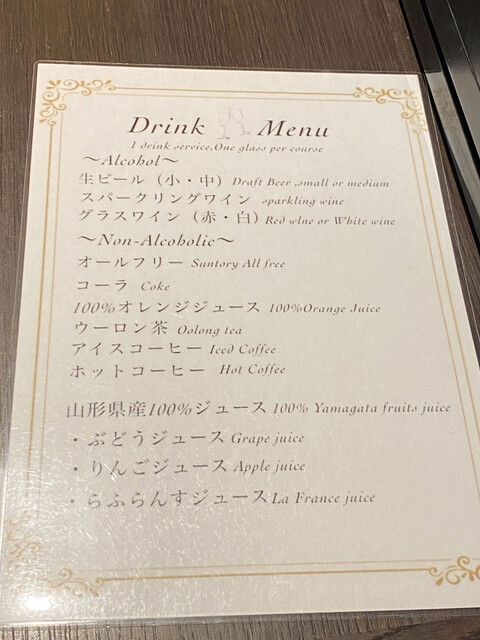 Drink Menu
1 drink service,One glass per course
～Alcohol～
生ビール（小・中）Draft Beer ,small or medium
スパークリングワイン sparkling wine
グラスワイン（赤・白）Red wine or White wine
～Non-Alcoholic～
オールフリー Suntory All free
コーラ Coke
100%オレンジジュース 100%Orange Juice
ウーロン茶 Oolong tea
アイスコーヒー Iced Coffee
ホットコーヒー Hot Coffee
山形県産100%ジュース 100% Yamagata fruits juice
・ぶどうジュース Grape juice
・りんごジュース Apple juice
・らふらんすジュース La France juice